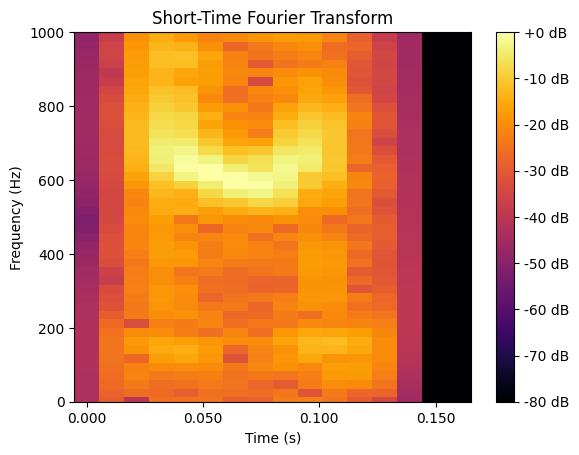 Short-Time Fourier Transform
1000
800
600
400
200
0
Frequency (Hz)
0.000
0.050
0.100
0.150
Time (s)
+0 dB
-10 dB
-20 dB
-30 dB
-40 dB
-50 dB
-60 dB
-70 dB
-80 dB